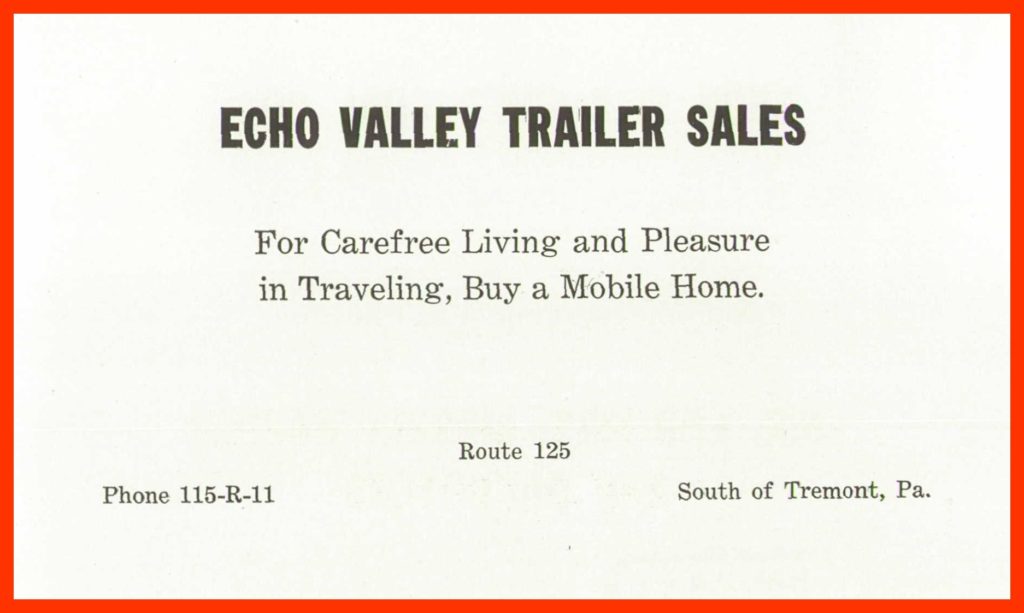 ECHO VALLEY TRAILER SALES
For Carefree Living and Pleasure
in Traveling, Buy a Mobile Home.
Route 125
Phone 115-R-11
South of Tremont, Pa.